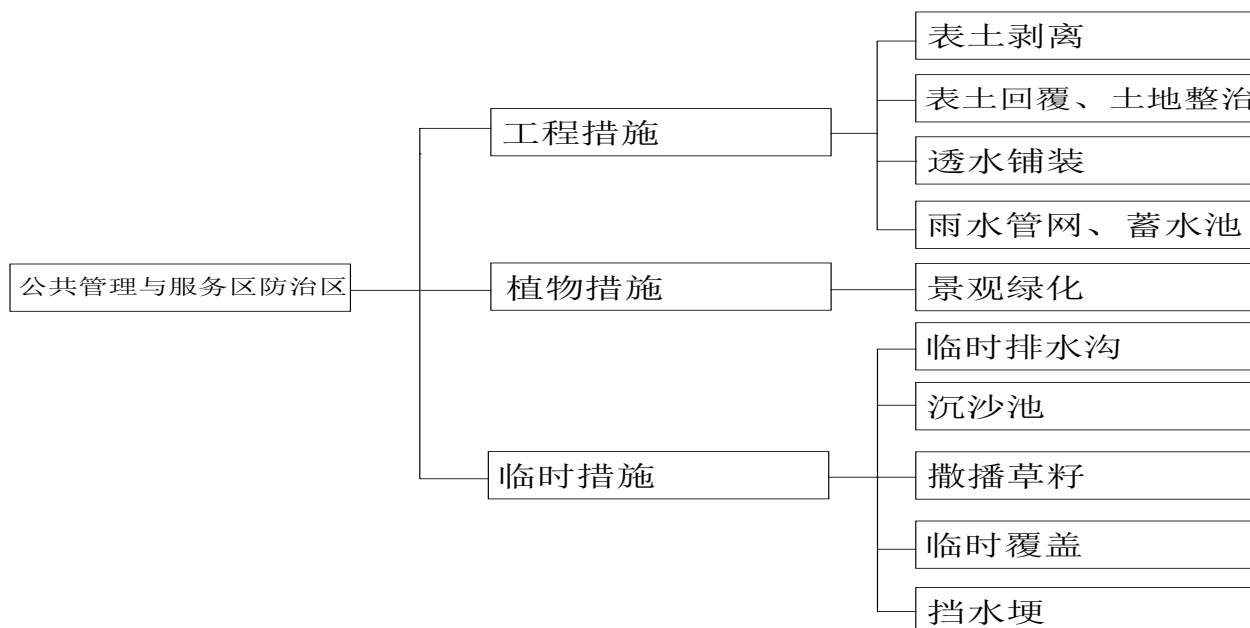 表土剥离
表土回覆、土地整治
工程措施
透水铺装
雨水管网、蓄水池
公共管理与服务区防治区
植物措施
景观绿化
临时排水沟
沉沙池
临时措施
撒播草籽
临时覆盖
挡水埂